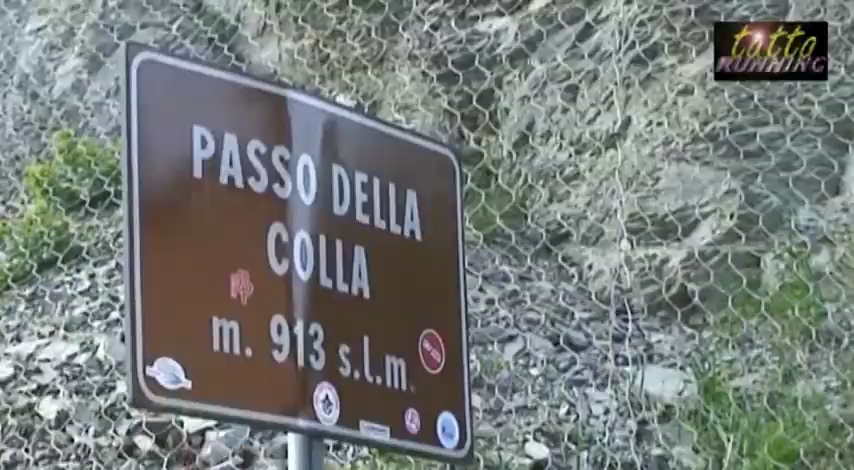 tutto
RUNNING
PASSO DELLA
COLLA
m. 913 s.l.m.